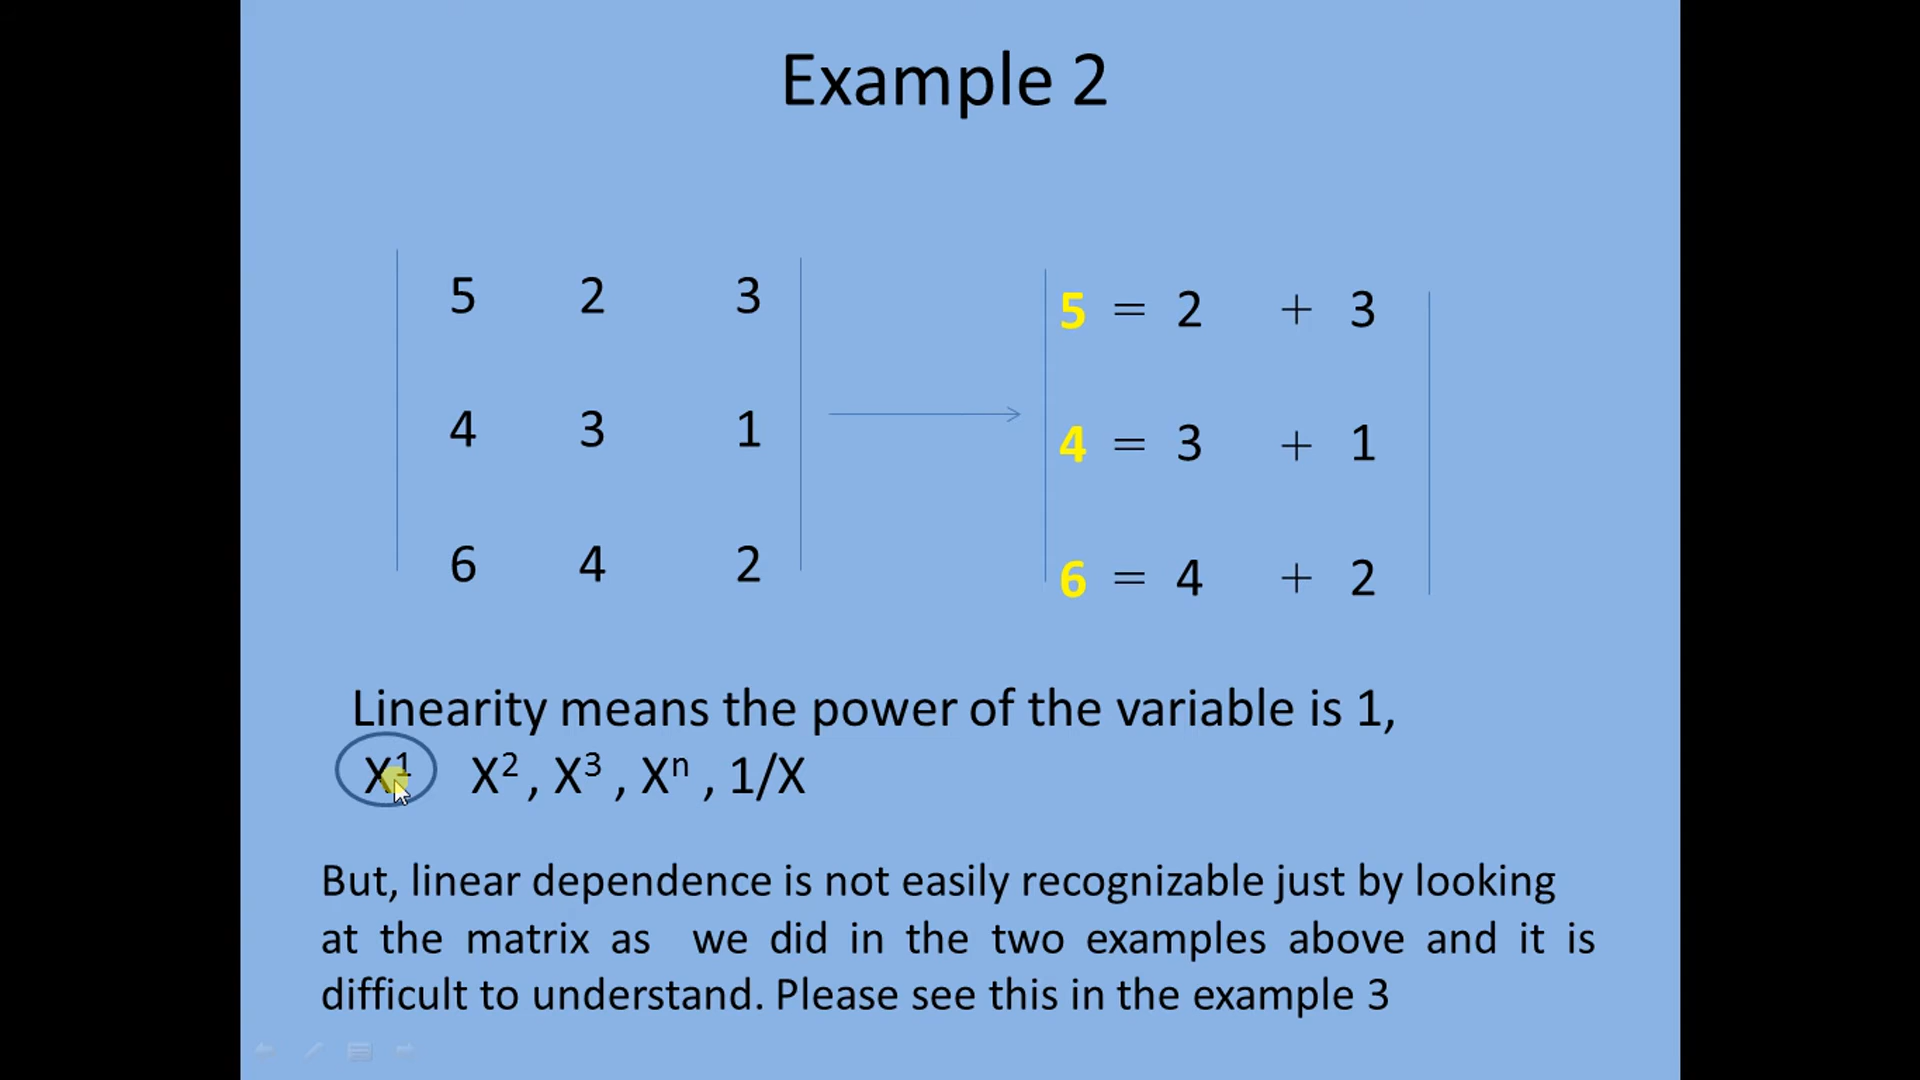 Example 2
5 2 3
4 3 1
6 4 2
5 = 2 + 3
4 = 3 + 1
6 = 4 + 2
Linearity means the power of the variable is 1,
X¹ X² , X³ , Xⁿ , 1/X
But, linear dependence is not easily recognizable just by looking
at the matrix as we did in the two examples above and it is
difficult to understand. Please see this in the example 3